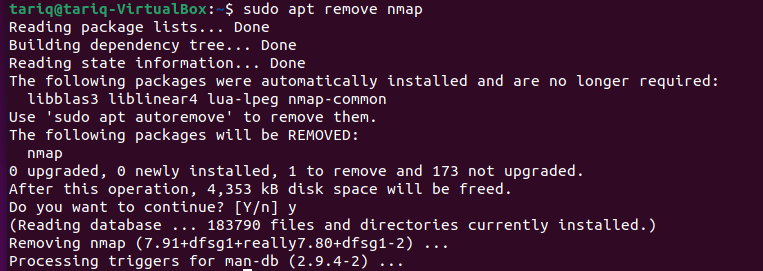 tariq@tariq-VirtualBox:~$ sudo apt remove nmap
Reading package lists... Done
Building dependency tree... Done
Reading state information... Done
The following packages were automatically installed and are no longer required:
  libblas3 liblinear4 lua-lpeg nmap-common
Use 'sudo apt autoremove' to remove them.
The following packages will be REMOVED:
  nmap
0 upgraded, 0 newly installed, 1 to remove and 173 not upgraded.
After this operation, 4,353 kB disk space will be freed.
Do you want to continue? [Y/n] y
(Reading database ... 183790 files and directories currently installed.)
Removing nmap (7.91+dfsg1+really7.80+dfsg1-2) ...
Processing triggers for man-db (2.9.4-2) ...